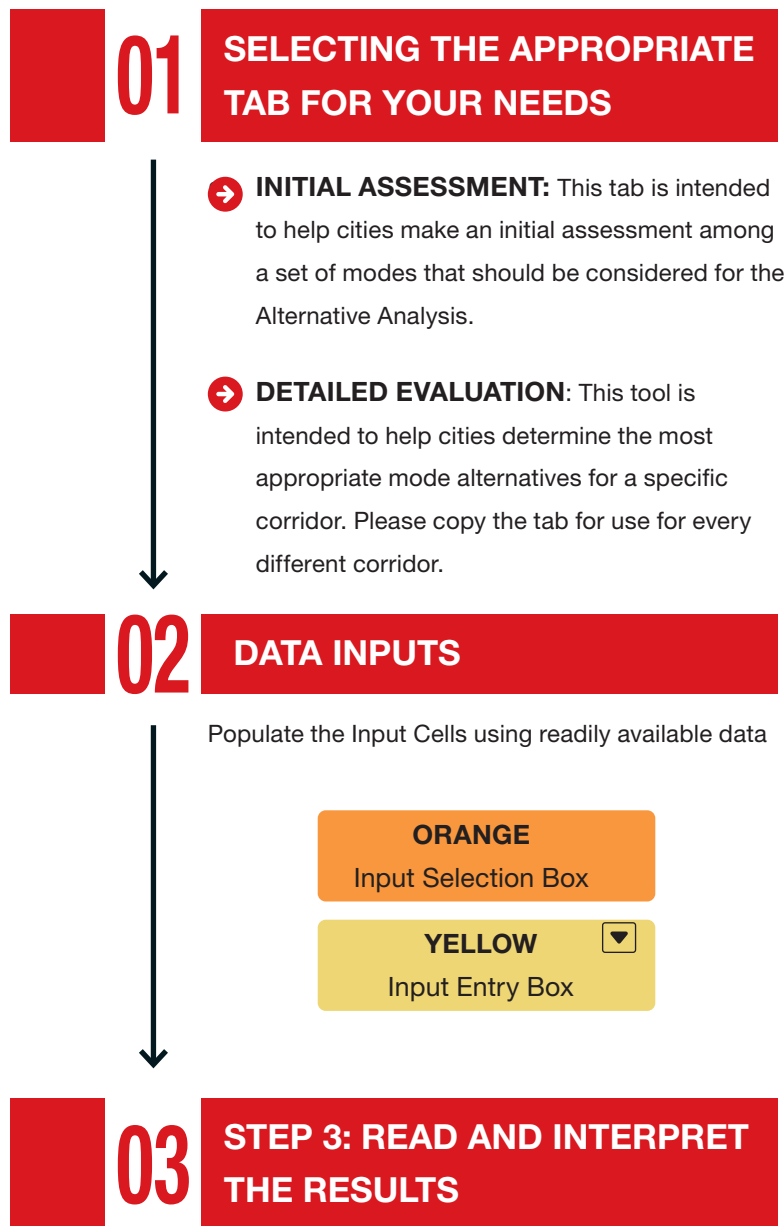 01
SELECTING THE APPROPRIATE
TAB FOR YOUR NEEDS
INITIAL ASSESSMENT: This tab is intended
to help cities make an initial assessment among
a set of modes that should be considered for the
Alternative Analysis.
DETAILED EVALUATION: This tool is
intended to help cities determine the most
appropriate mode alternatives for a specific
corridor. Please copy the tab for use for every
different corridor.
02
DATA INPUTS
Populate the Input Cells using readily available data
ORANGE
Input Selection Box
YELLOW
Input Entry Box
03
STEP 3: READ AND INTERPRET
THE RESULTS